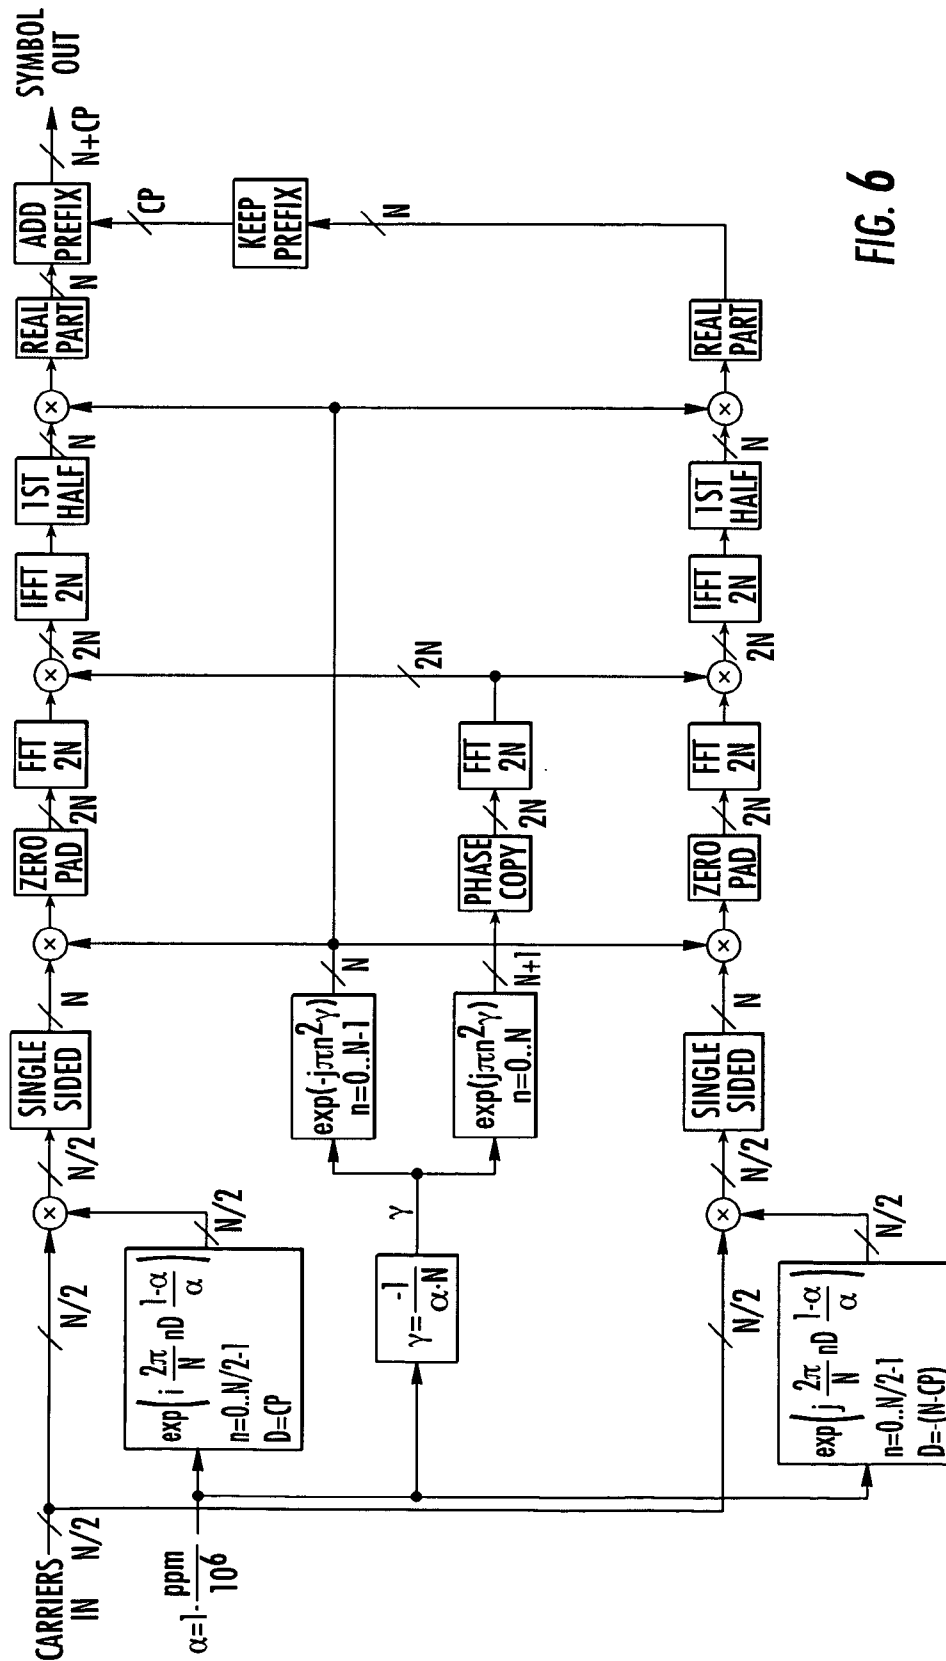 CARRIERS
IN
N/2
N/2
N/2
SINGLE
SIDED
N
ZERO
PAD
2N
FFT
2N
2N
IFFT
2N
1ST
HALF
N
REAL
PART
N
ADD
PREFIX
N+CP
SYMBOL
OUT
α=1-ppm/10⁶
exp(j 2π/N nD (1-α)/α)
n=0..N/2-1
D=CP
N/2
γ=-1/(α·N)
γ
exp(-jπn²γ)
n=0..N-1
N
exp(jπn²γ)
n=0..N
N+1
PHASE
COPY
2N
FFT
2N
2N
KEEP
PREFIX
CP
N
exp(j 2π/N nD (1-α)/α)
n=0..N/2-1
D=-(N-CP)
N/2
N/2
N/2
SINGLE
SIDED
N
ZERO
PAD
2N
FFT
2N
2N
IFFT
2N
1ST
HALF
N
REAL
PART
FIG. 6